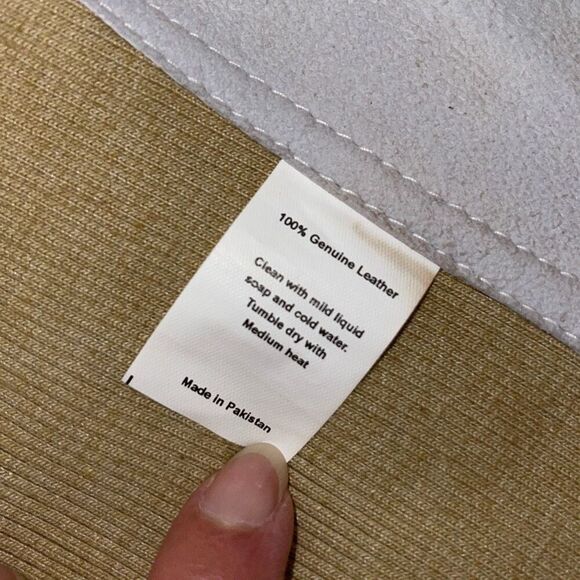 100% Genuine Leather
Clean with mild liquid
soap and cold water.
Tumble dry with
Medium heat
Made in Pakistan